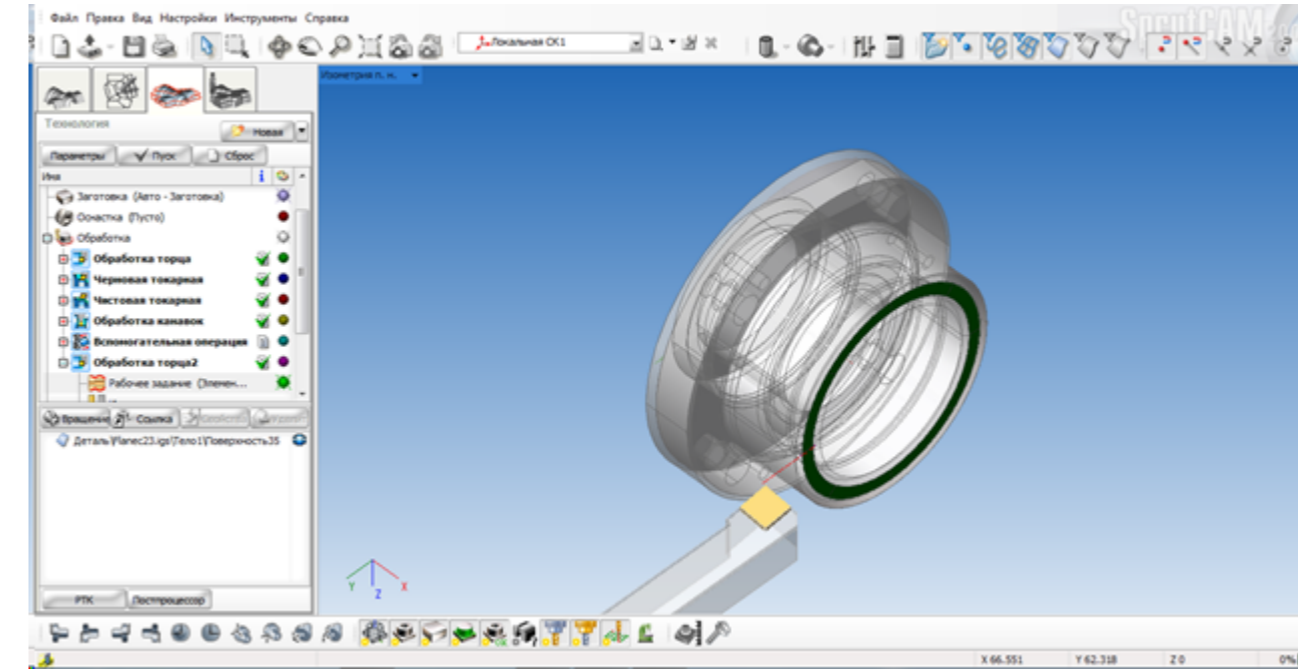 Файл Правка Вид Настройки Инструменты Справка
SprutCAM
Локальная СК1
Изометрия п. н.
Технология
Новая
Параметры Пуск Сброс
Имя
Заготовка (Авто - Заготовка)
Оснастка (Пусто)
Обработка
Обработка торца
Черновая токарная
Чистовая токарная
Обработка канавок
Вспомогательная операция
Обработка торца2
Рабочее задание (Элемен...
Вращение Ссылка
Деталь\Flanec23.igs\Тело1\Поверхность35
Y Z X
РТК Постпроцессор
X 66.551 Y 62.318 Z 0 0%